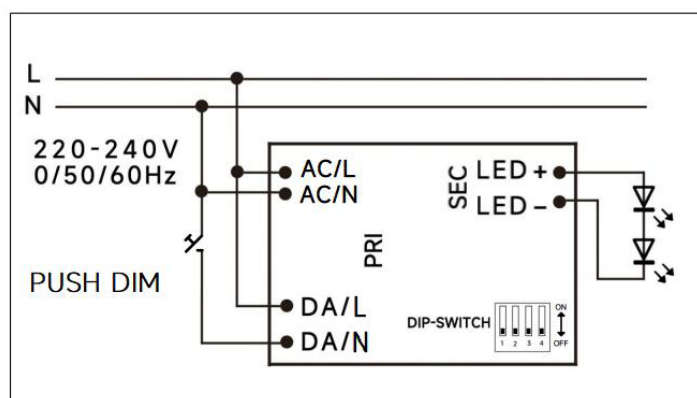 L
N
220-240V
0/50/60Hz
PUSH DIM
AC/L
AC/N
PRI
SEC
LED +
LED -
DA/L
DA/N
DIP-SWITCH
1 2 3 4
ON
OFF